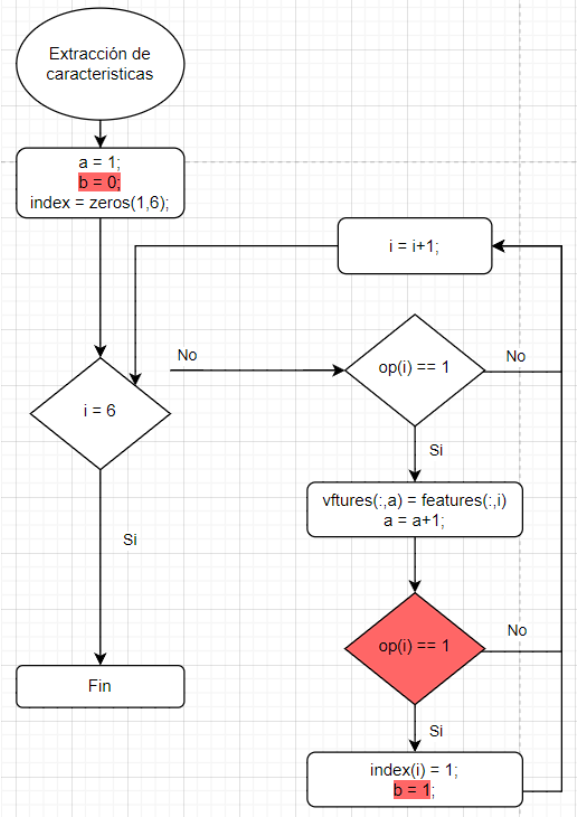 Extracción de
caracteristicas
a = 1;
b = 0;
index = zeros(1,6);
i = i+1;
No
op(i) == 1
No
i = 6
Si
vftures(:,a) = features(:,i)
a = a+1;
Si
No
op(i) == 1
Fin
Si
index(i) = 1;
b = 1;